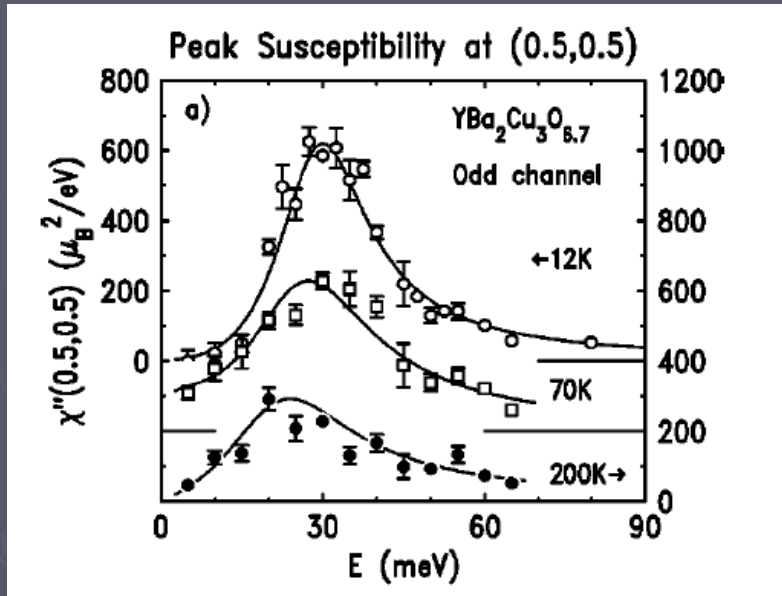 Peak Susceptibility at (0.5,0.5)
800 1200
a)
YBa₂Cu₃O₆.₇
600 1000
Odd channel
400 800
←12K
200 600
0 400
70K
200
200K→
0
0 30 60 90
E (meV)
χ''(0.5,0.5) (μ_B²/eV)